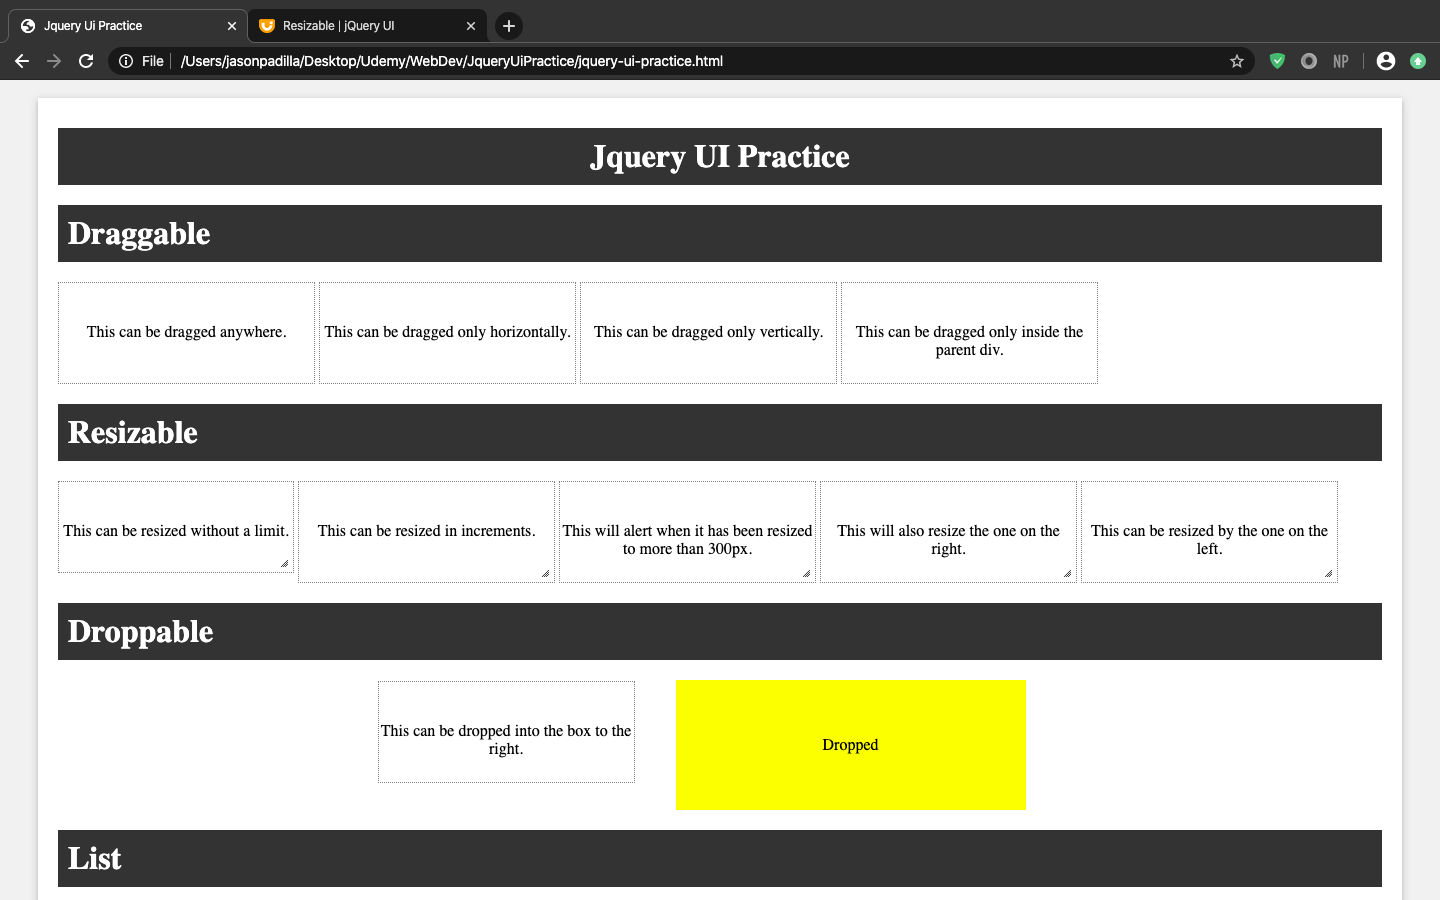 Jquery Ui Practice
Resizable | jQuery UI
File
/Users/jasonpadilla/Desktop/Udemy/WebDev/JqueryUiPractice/jquery-ui-practice.html
NP
Jquery UI Practice
Draggable
This can be dragged anywhere.
This can be dragged only horizontally.
This can be dragged only vertically.
This can be dragged only inside the
parent div.
Resizable
This can be resized without a limit.
This can be resized in increments.
This will alert when it has been resized
to more than 300px.
This will also resize the one on the
right.
This can be resized by the one on the
left.
Droppable
This can be dropped into the box to the
right.
Dropped
List